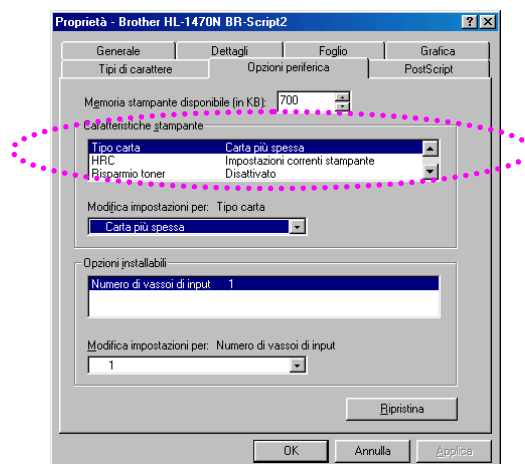 Proprietà - Brother HL-1470N BR-Script2
Generale Dettagli Foglio Grafica
Tipi di carattere Opzioni periferica PostScript
Memoria stampante disponibile (in KB): 700
Caratteristiche stampante
Tipo carta Carta più spessa
HRC Impostazioni correnti stampante
Risparmio toner Disattivato
Modifica impostazioni per: Tipo carta
Carta più spessa
Opzioni installabili
Numero di vassoi di input 1
Modifica impostazioni per: Numero di vassoi di input
1
Ripristina
OK Annulla Applica